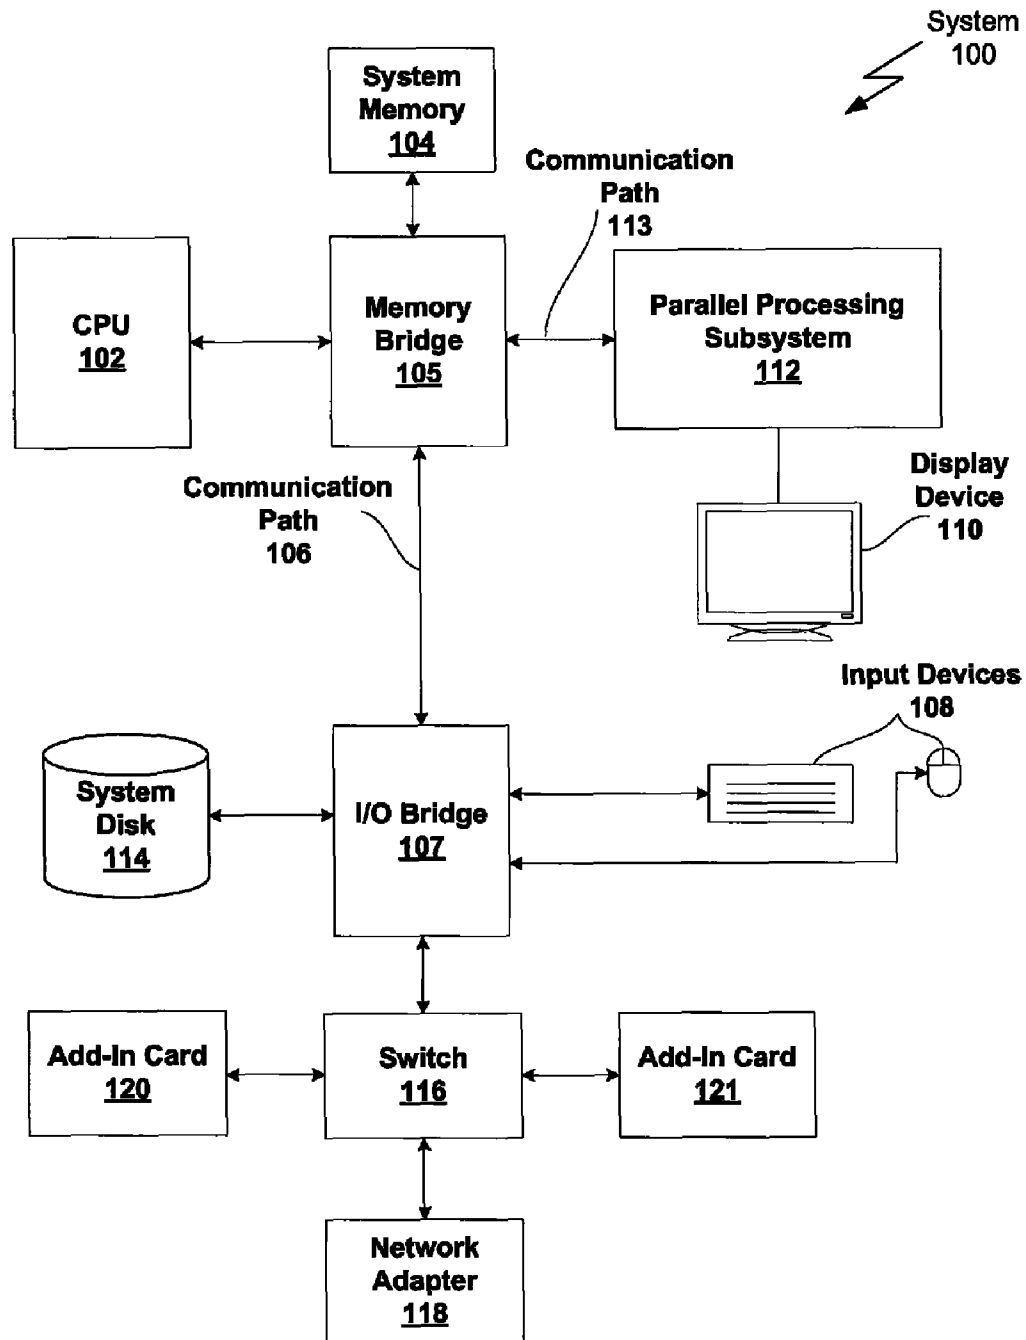 System
100
System
Memory
104
Communication
Path
113
CPU
102
Memory
Bridge
105
Parallel Processing
Subsystem
112
Communication
Path
106
Display
Device
110
Input Devices
108
System
Disk
114
I/O Bridge
107
Add-In Card
120
Switch
116
Add-In Card
121
Network
Adapter
118